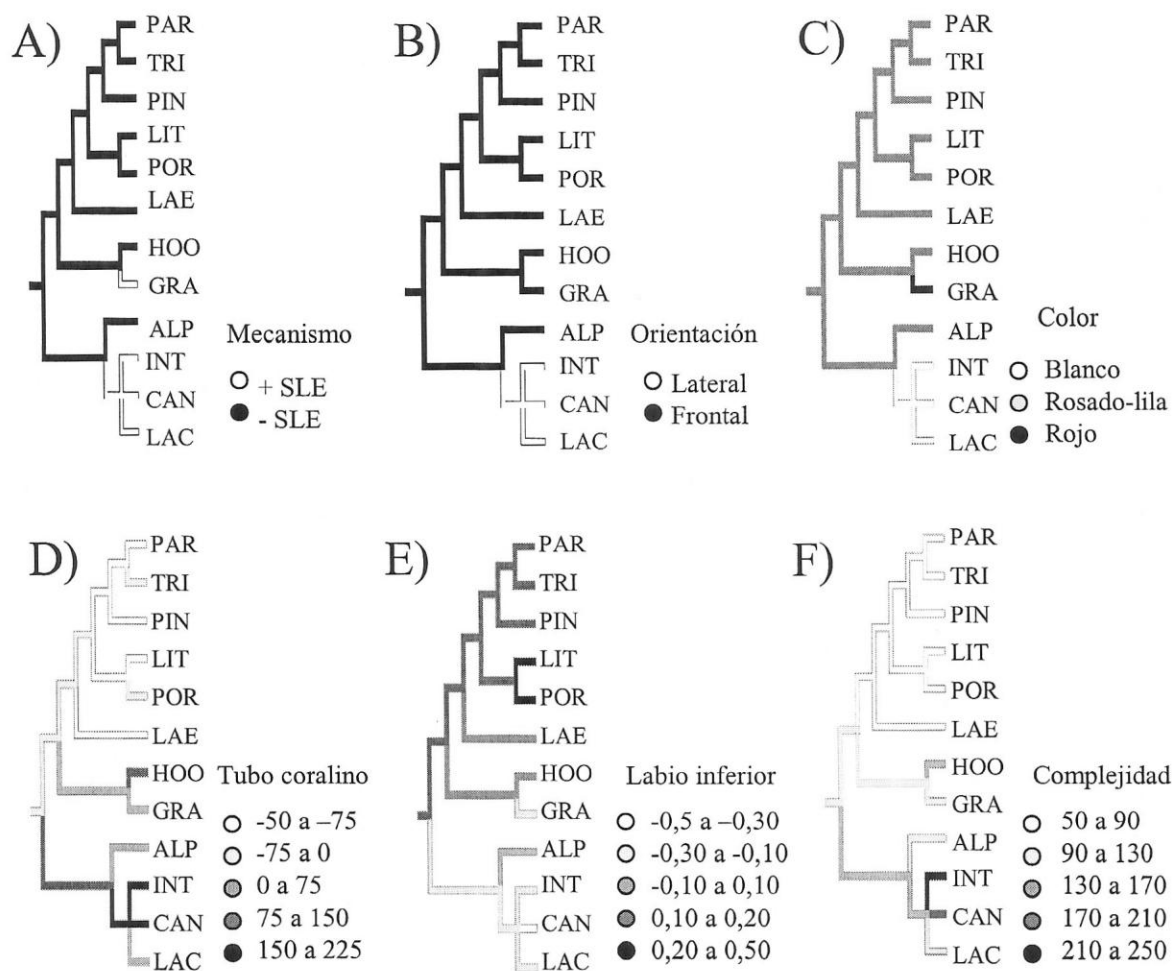 A)
PAR
TRI
PIN
LIT
POR
LAE
HOO
GRA
ALP
INT
CAN
LAC
Mecanismo
+ SLE
- SLE
B)
PAR
TRI
PIN
LIT
POR
LAE
HOO
GRA
ALP
INT
CAN
LAC
Orientación
Lateral
Frontal
C)
PAR
TRI
PIN
LIT
POR
LAE
HOO
GRA
ALP
INT
CAN
LAC
Color
Blanco
Rosado-lila
Rojo
D)
PAR
TRI
PIN
LIT
POR
LAE
HOO
GRA
ALP
INT
CAN
LAC
Tubo coralino
-50 a –75
-75 a 0
0 a 75
75 a 150
150 a 225
E)
PAR
TRI
PIN
LIT
POR
LAE
HOO
GRA
ALP
INT
CAN
LAC
Labio inferior
-0,5 a –0,30
-0,30 a -0,10
-0,10 a 0,10
0,10 a 0,20
0,20 a 0,50
F)
PAR
TRI
PIN
LIT
POR
LAE
HOO
GRA
ALP
INT
CAN
LAC
Complejidad
50 a 90
90 a 130
130 a 170
170 a 210
210 a 250